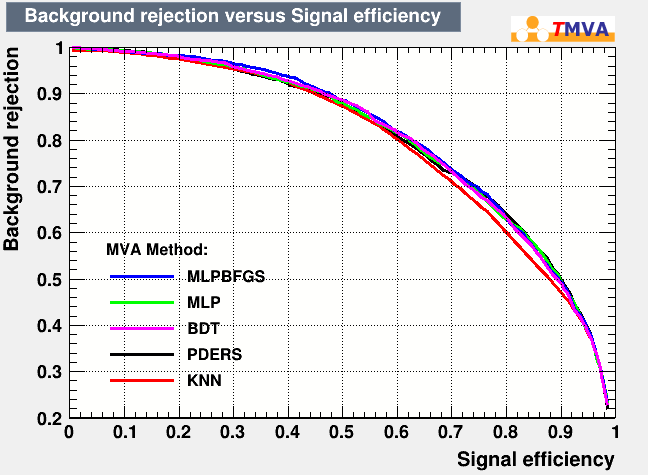 Background rejection versus Signal efficiency
TMVA
Background rejection
1
0.9
0.8
0.7
0.6
0.5
0.4
0.3
0.2
MVA Method:
MLPBFGS
MLP
BDT
PDERS
KNN
0 0.1 0.2 0.3 0.4 0.5 0.6 0.7 0.8 0.9 1
Signal efficiency